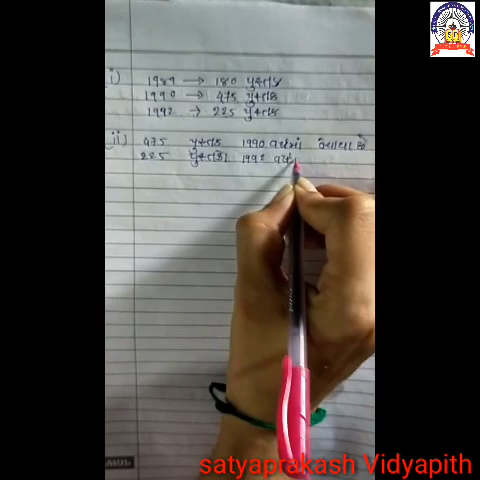 i) 1989 → 180 પુસ્તક
1990 → 475 પુસ્તક
1992 → 225 પુસ્તક
ii) 475 પુસ્તક 1990 વર્ષમાં વેચાયા છે
225 પુસ્તકો 1992 વર્ષ
satyaprakash Vidyapith